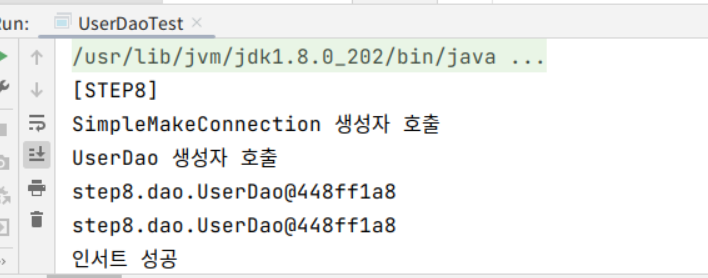 Run: UserDaoTest
/usr/lib/jvm/jdk1.8.0_202/bin/java ...
[STEP8]
SimpleMakeConnection 생성자 호출
UserDao 생성자 호출
step8.dao.UserDao@448ff1a8
step8.dao.UserDao@448ff1a8
인서트 성공